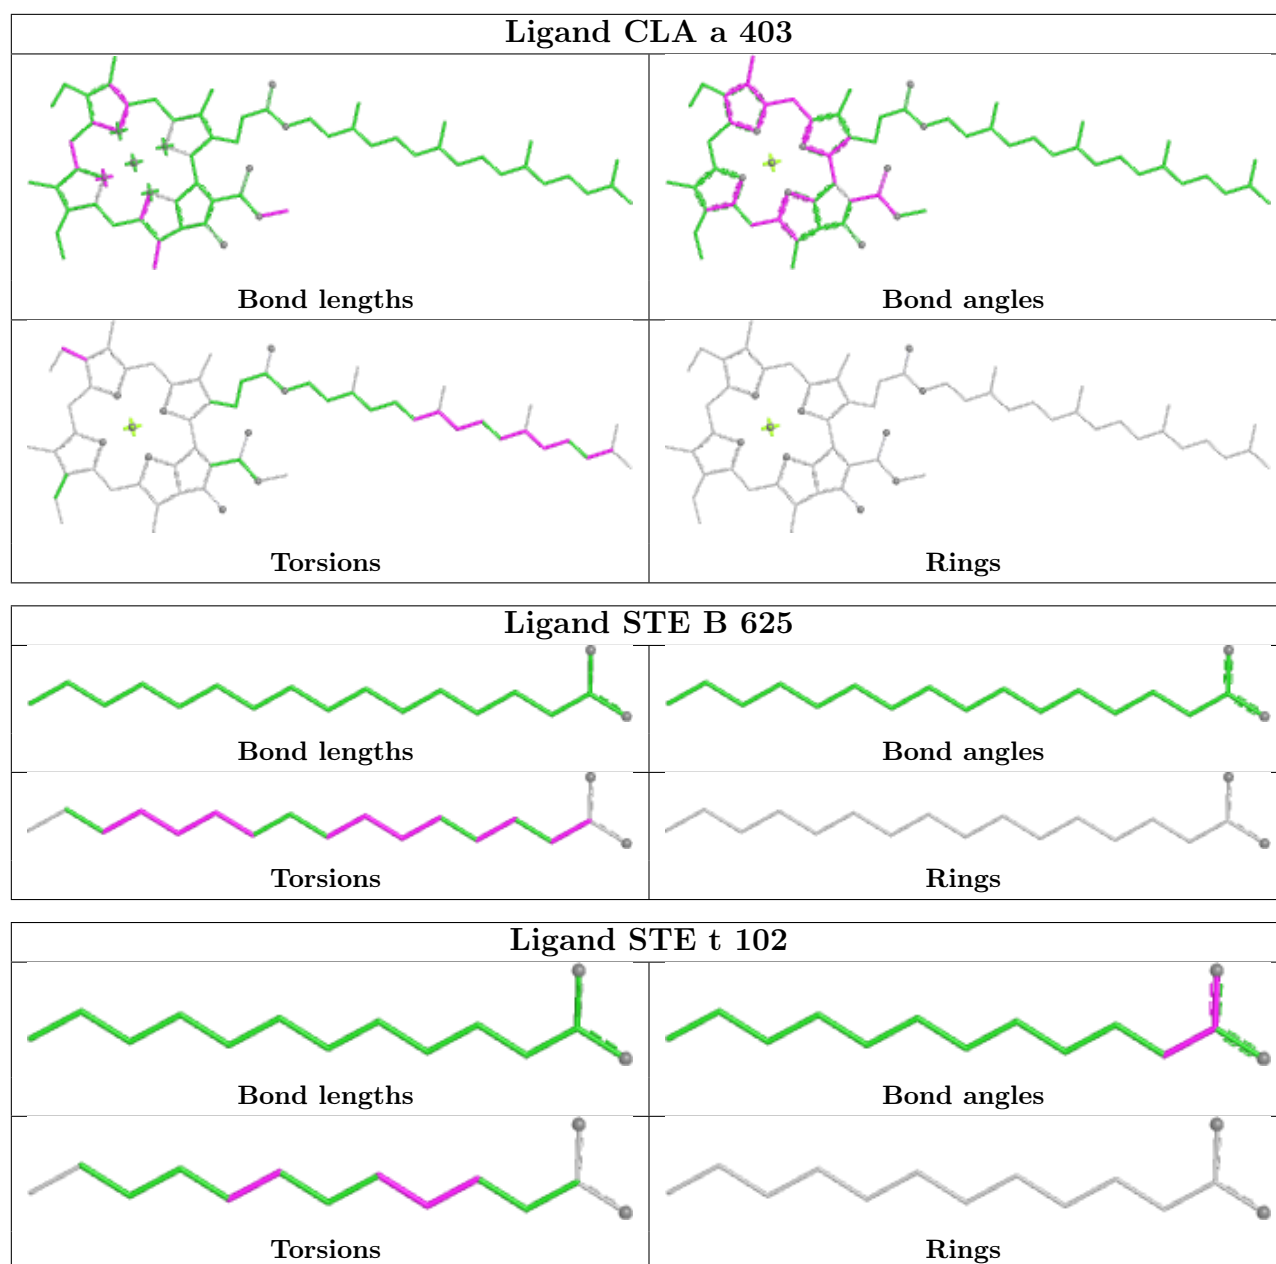 Ligand CLA a 403
Bond lengths
Bond angles
Torsions
Rings
Ligand STE B 625
Bond lengths
Bond angles
Torsions
Rings
Ligand STE t 102
Bond lengths
Bond angles
Torsions
Rings